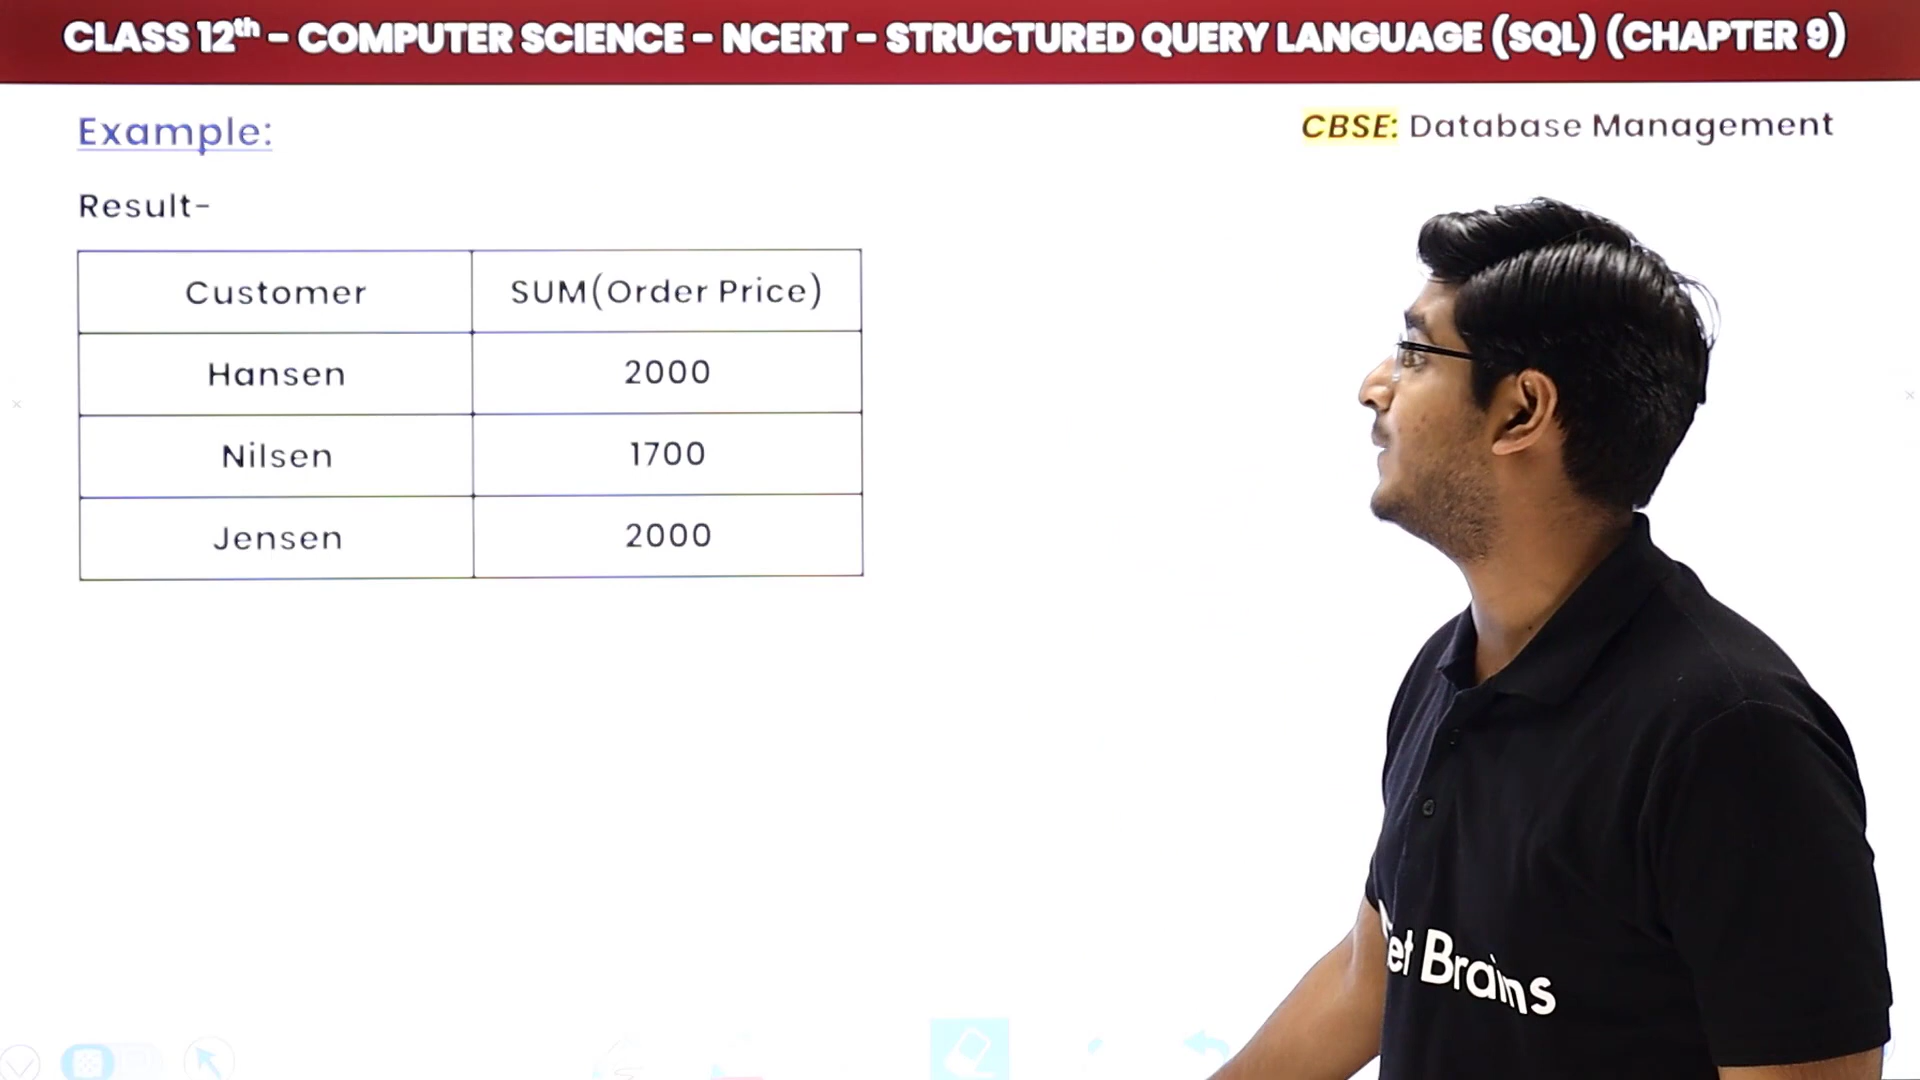 CLASS 12th - COMPUTER SCIENCE - NCERT - STRUCTURED QUERY LANGUAGE (SQL) (CHAPTER 9)
Example:
CBSE: Database Management
Result-
Customer SUM(Order Price)
Hansen 2000
Nilsen 1700
Jensen 2000
et Brains